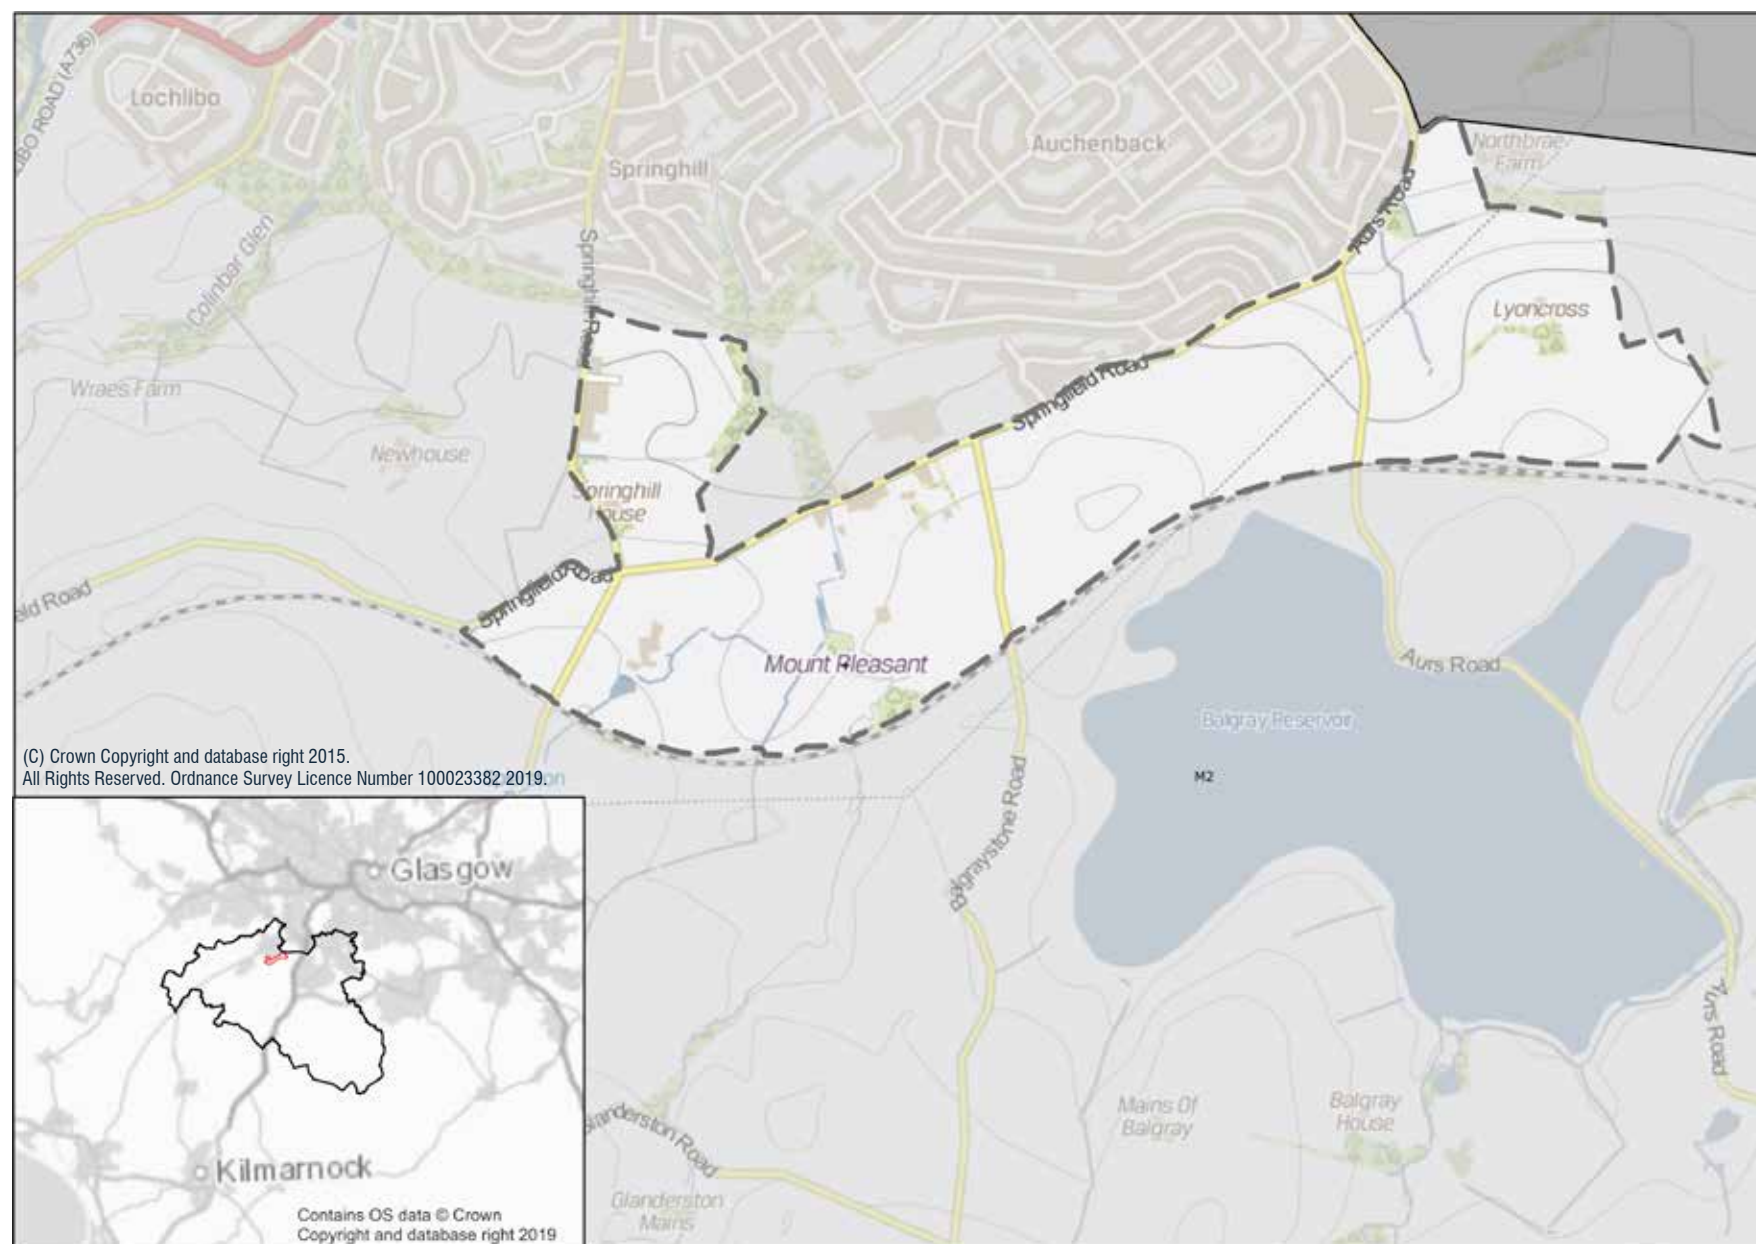 IBO ROAD (A736)
Lochlibo
Springhill
Auchenback
Northbrae
Farm
Aurs Road
Colinbar Glen
Springhill Road
Lyoncross
Wraes Farm
Newhouse
Springfield Road
Springhill
House
Springfield Road
eld Road
Mount Pleasant
Aurs Road
Balgray Reservoir
M2
(C) Crown Copyright and database right 2015.
All Rights Reserved. Ordnance Survey Licence Number 100023382 2019.
Balgraystone Road
Glasgow
Aurs Road
Kilmarnock
Contains OS data © Crown
Copyright and database right 2019
Glanderston Road
Glanderston
Mains
Mains Of
Balgray
Balgray
House